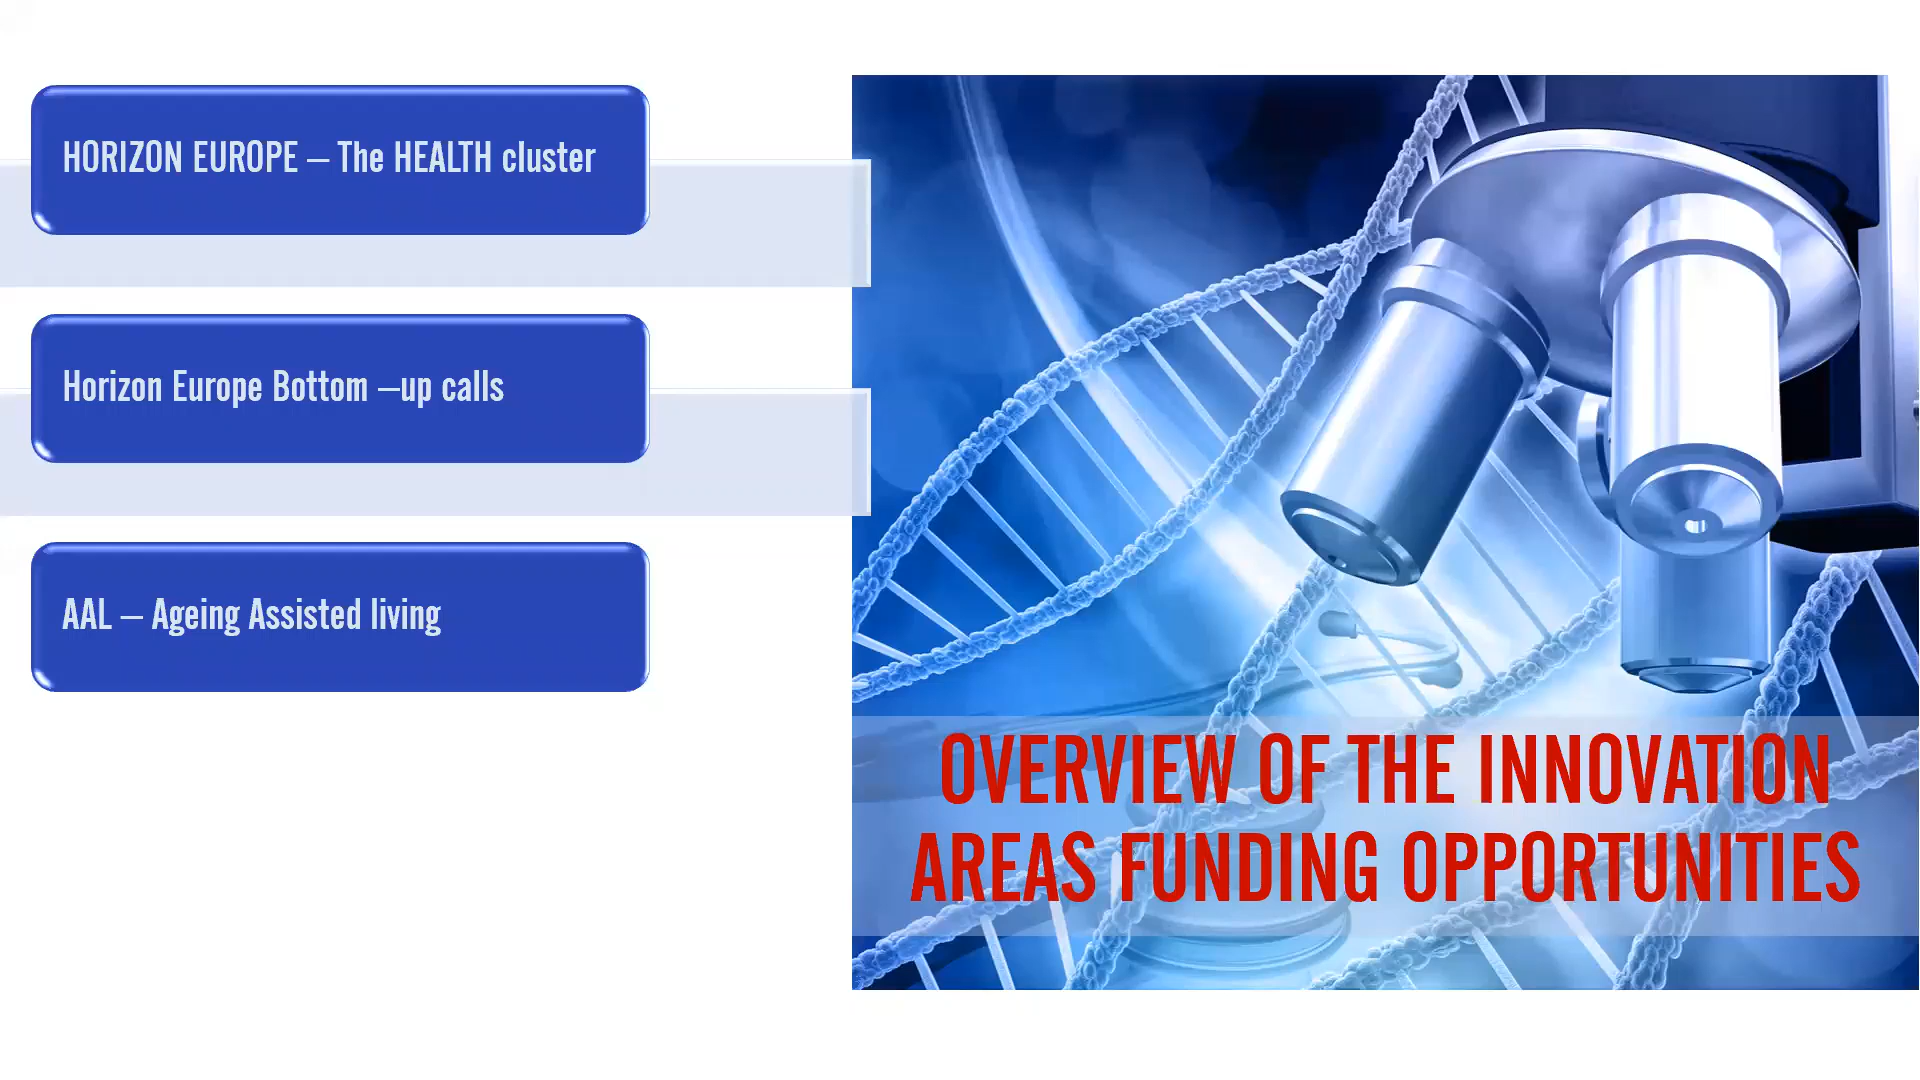 HORIZON EUROPE – The HEALTH cluster
Horizon Europe Bottom –up calls
AAL – Ageing Assisted living
OVERVIEW OF THE INNOVATION
AREAS FUNDING OPPORTUNITIES